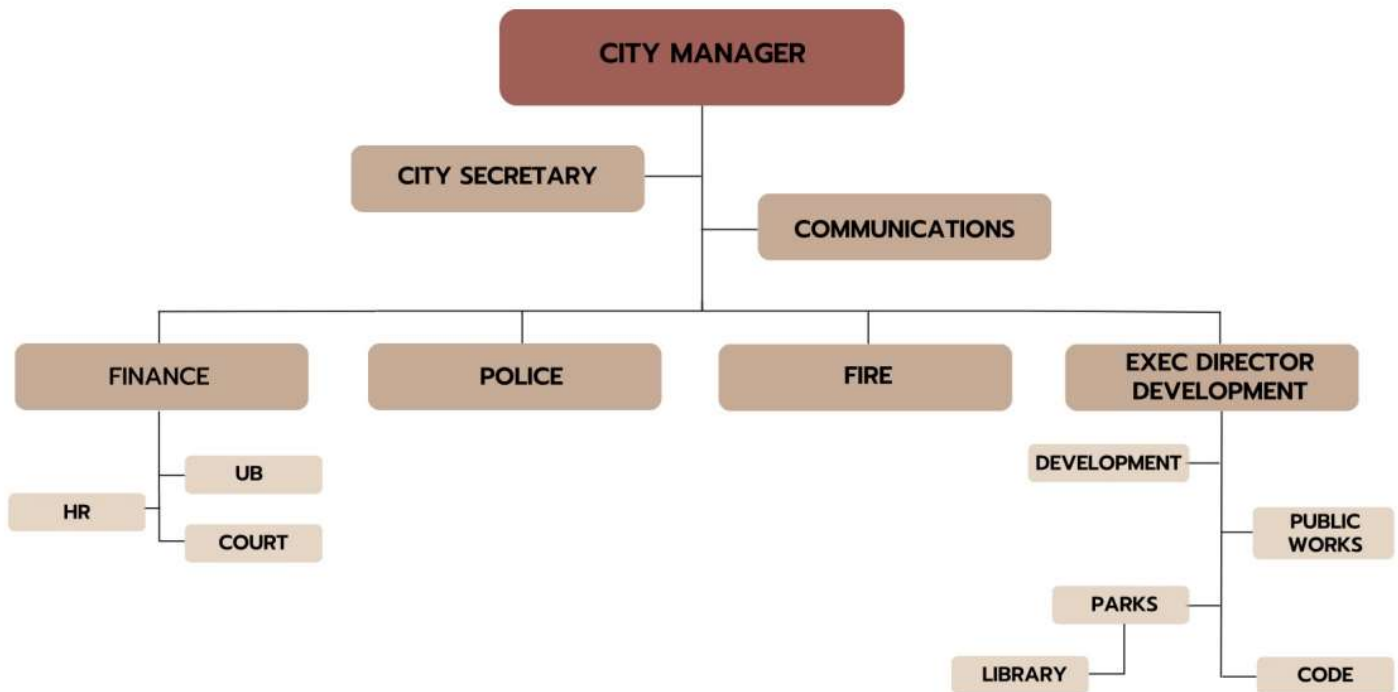 CITY MANAGER
CITY SECRETARY
COMMUNICATIONS
FINANCE
POLICE
FIRE
EXEC DIRECTOR
DEVELOPMENT
UB
HR
COURT
DEVELOPMENT
PUBLIC
WORKS
PARKS
LIBRARY
CODE